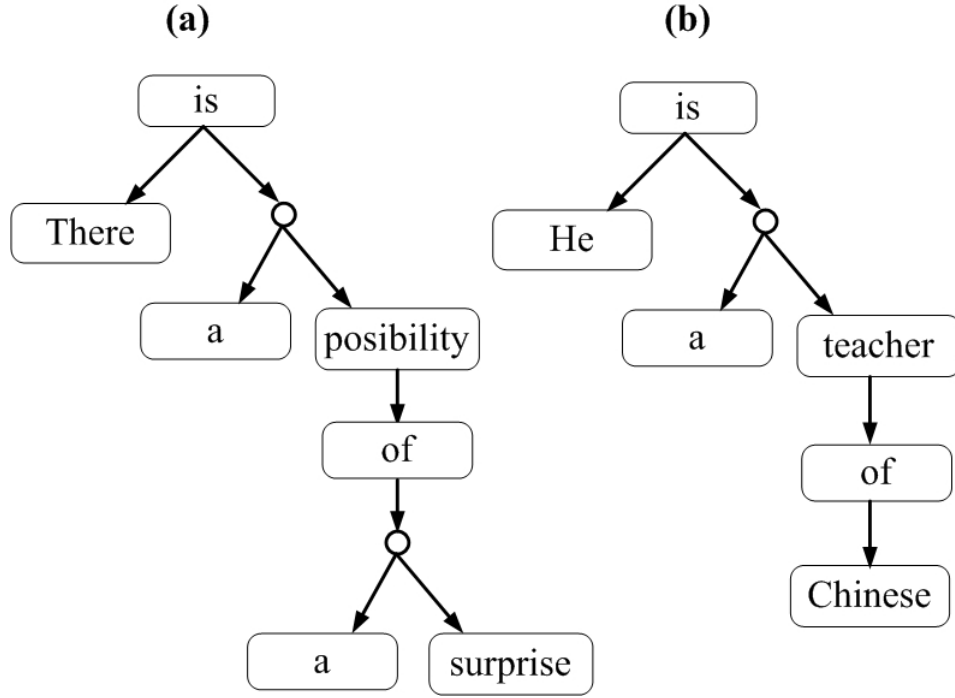 (a) (b)
is is
There He
a posibility a teacher
of of
Chinese
a surprise